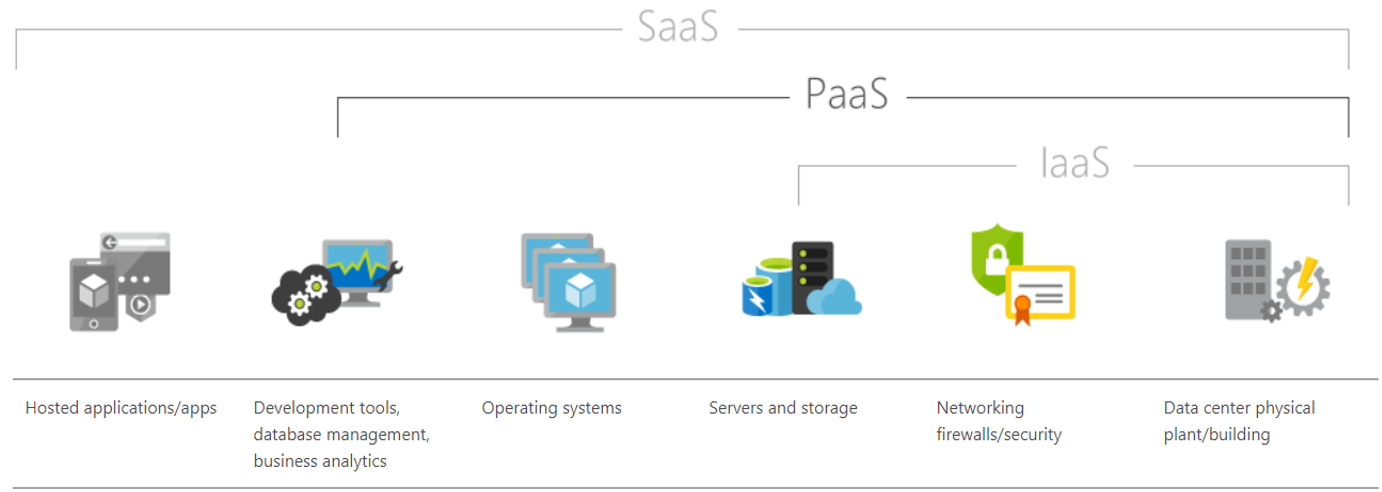 SaaS
PaaS
IaaS
Hosted applications/apps
Development tools,
database management,
business analytics
Operating systems
Servers and storage
Networking
firewalls/security
Data center physical
plant/building